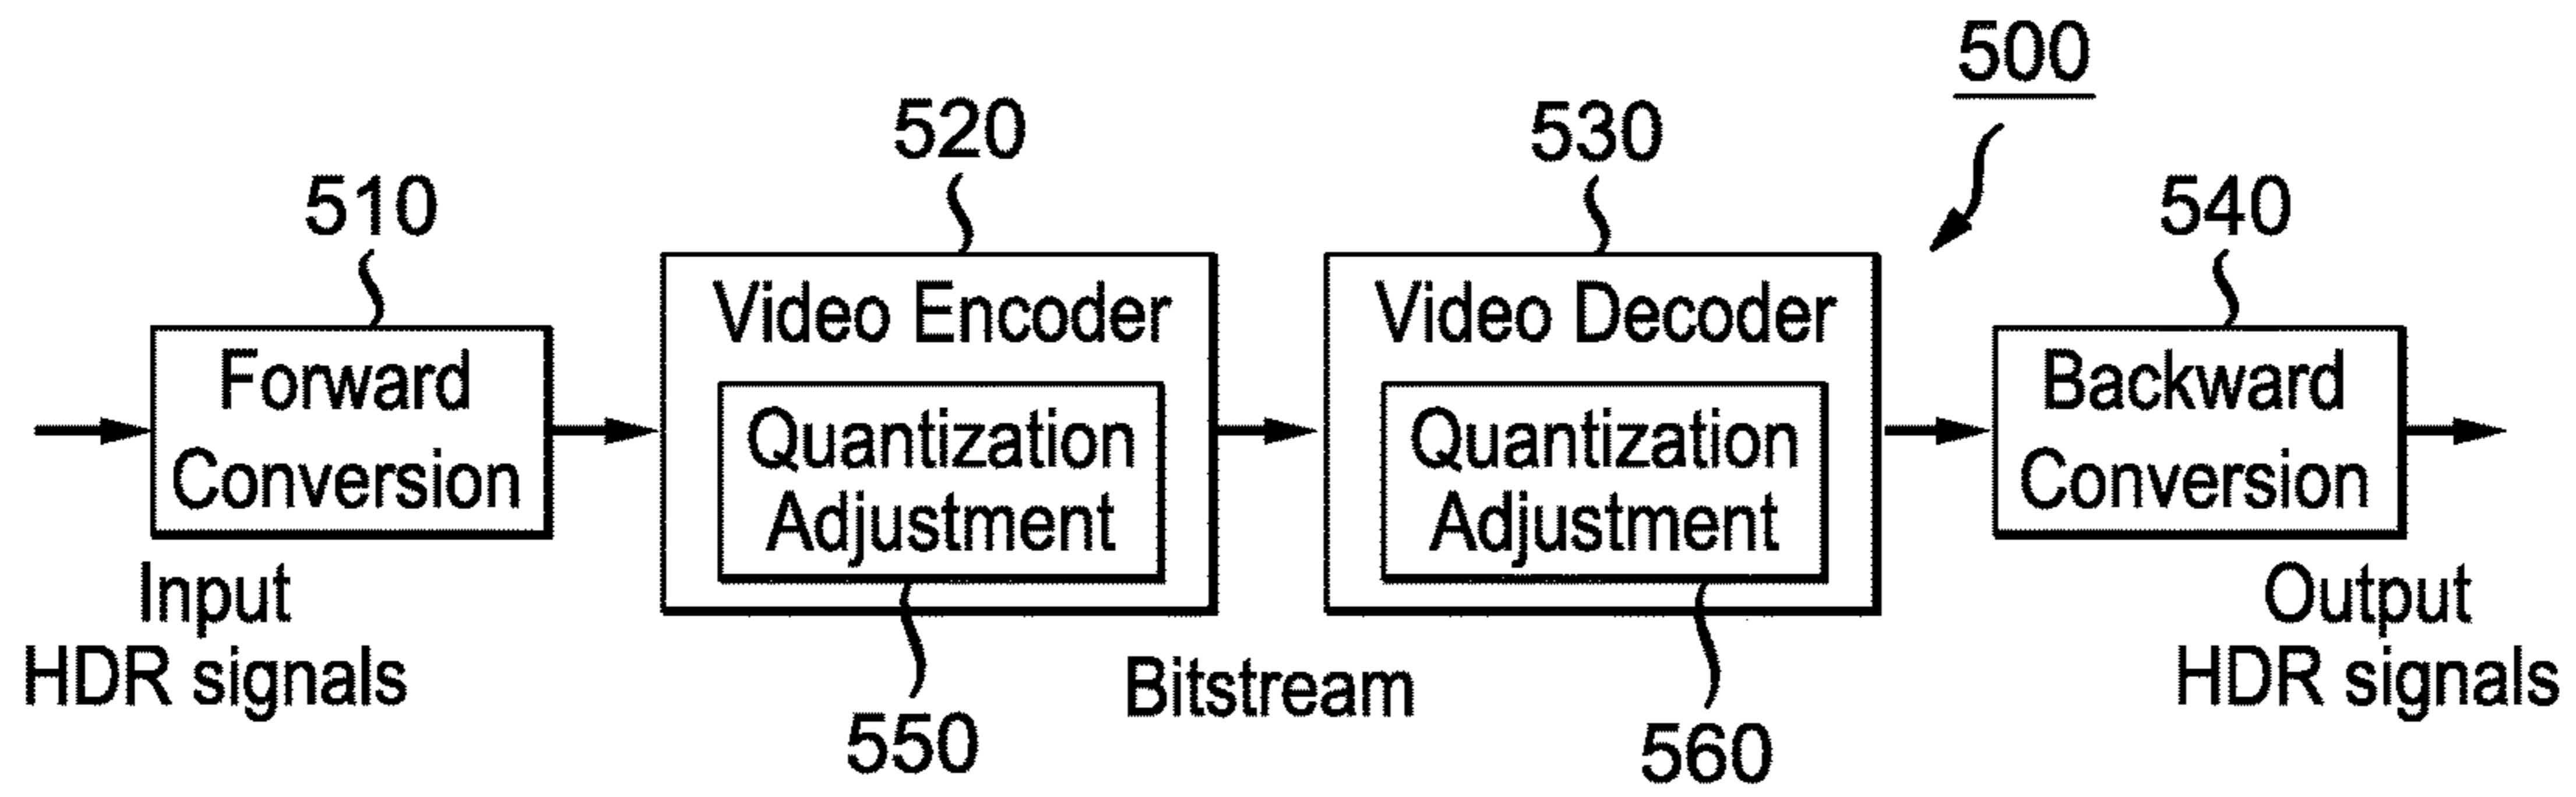 500
520
530
510
540
Video Encoder
Video Decoder
Forward
Conversion
Quantization
Adjustment
Quantization
Adjustment
Backward
Conversion
Input
HDR signals
Bitstream
Output
HDR signals
550
560